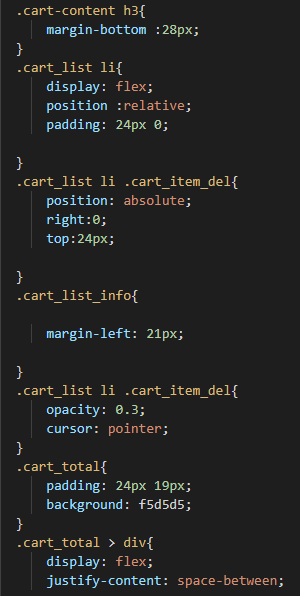 .cart-content h3{
margin-bottom :28px;
}
.cart_list li{
display: flex;
position :relative;
padding: 24px 0;
}
.cart_list li .cart_item_del{
position: absolute;
right:0;
top:24px;
}
.cart_list_info{
margin-left: 21px;
}
.cart_list li .cart_item_del{
opacity: 0.3;
cursor: pointer;
}
.cart_total{
padding: 24px 19px;
background: f5d5d5;
}
.cart_total > div{
display: flex;
justify-content: space-between;